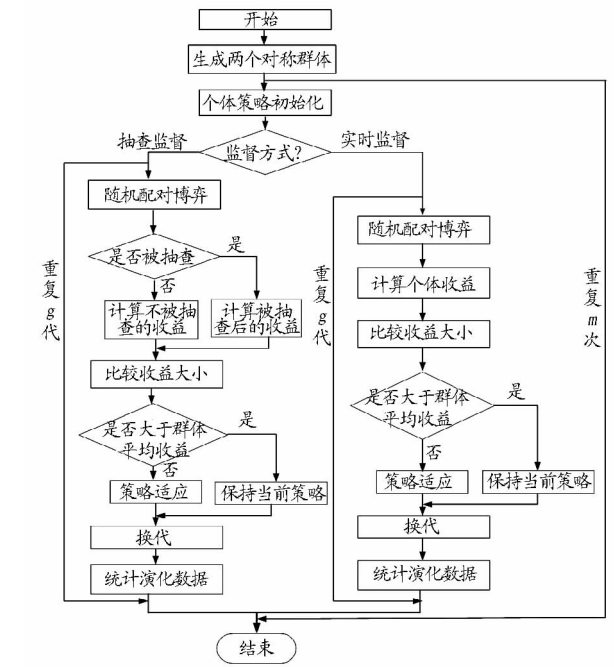 开始
生成两个对称群体
个体策略初始化
抽查监督
监督方式?
实时监督
随机配对博弈
是否被抽查
是
否
计算不被抽
查的收益
计算被抽
查后的收益
比较收益大小
是否大于群体
平均收益
是
否
策略适应
保持当前策略
换代
统计演化数据
重复g代
随机配对博弈
计算个体收益
比较收益大小
是否大于群体
平均收益
是
否
策略适应
保持当前策略
换代
统计演化数据
重复g代
重复m次
结束